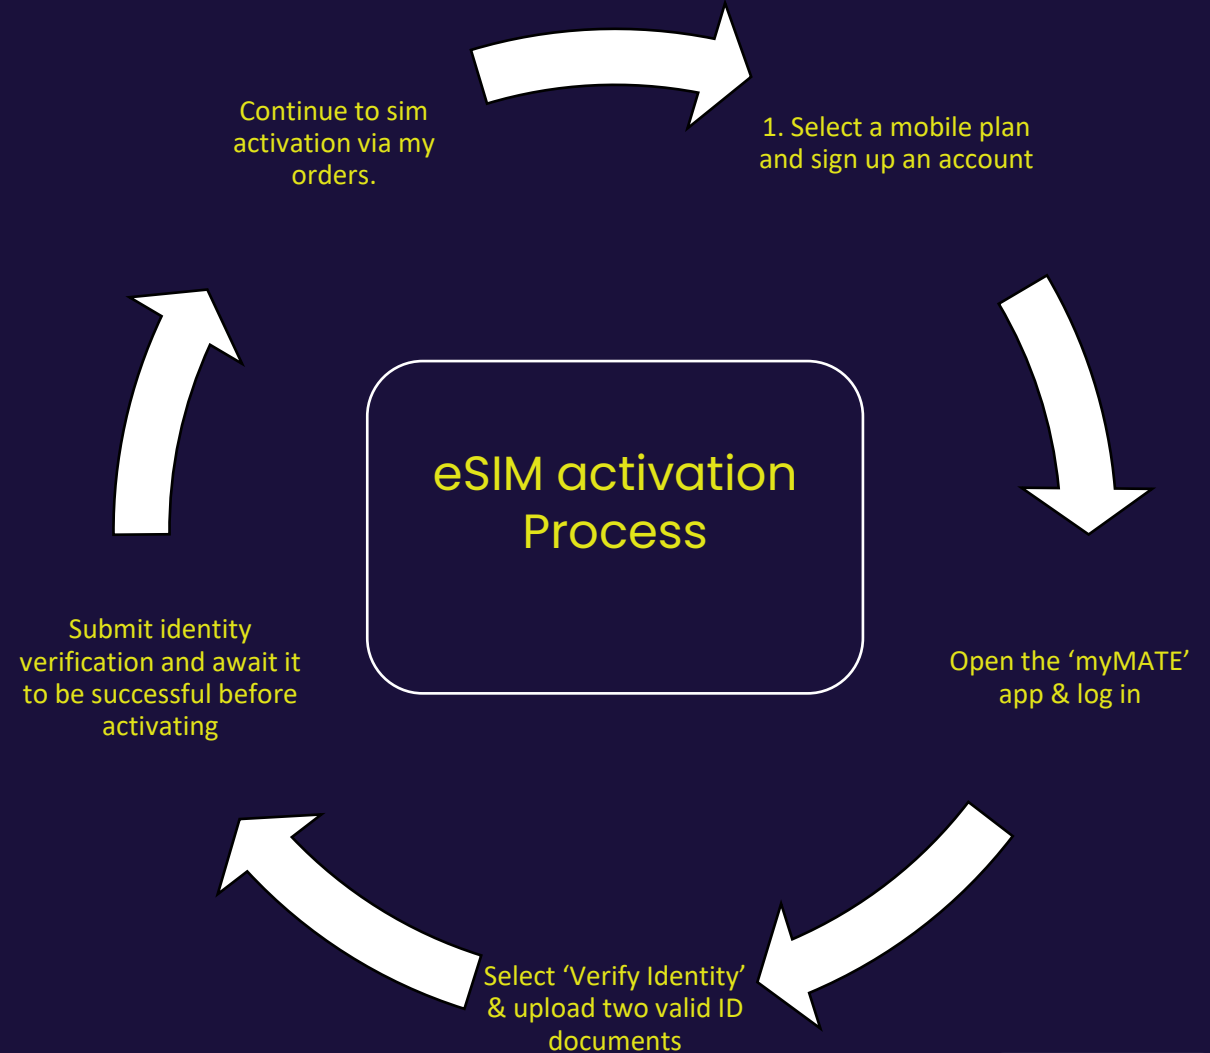 eSIM activation
Process
1. Select a mobile plan
and sign up an account
Open the ‘myMATE’
app & log in
Select ‘Verify Identity’
& upload two valid ID
documents
Submit identity
verification and await it
to be successful before
activating
Continue to sim
activation via my
orders.